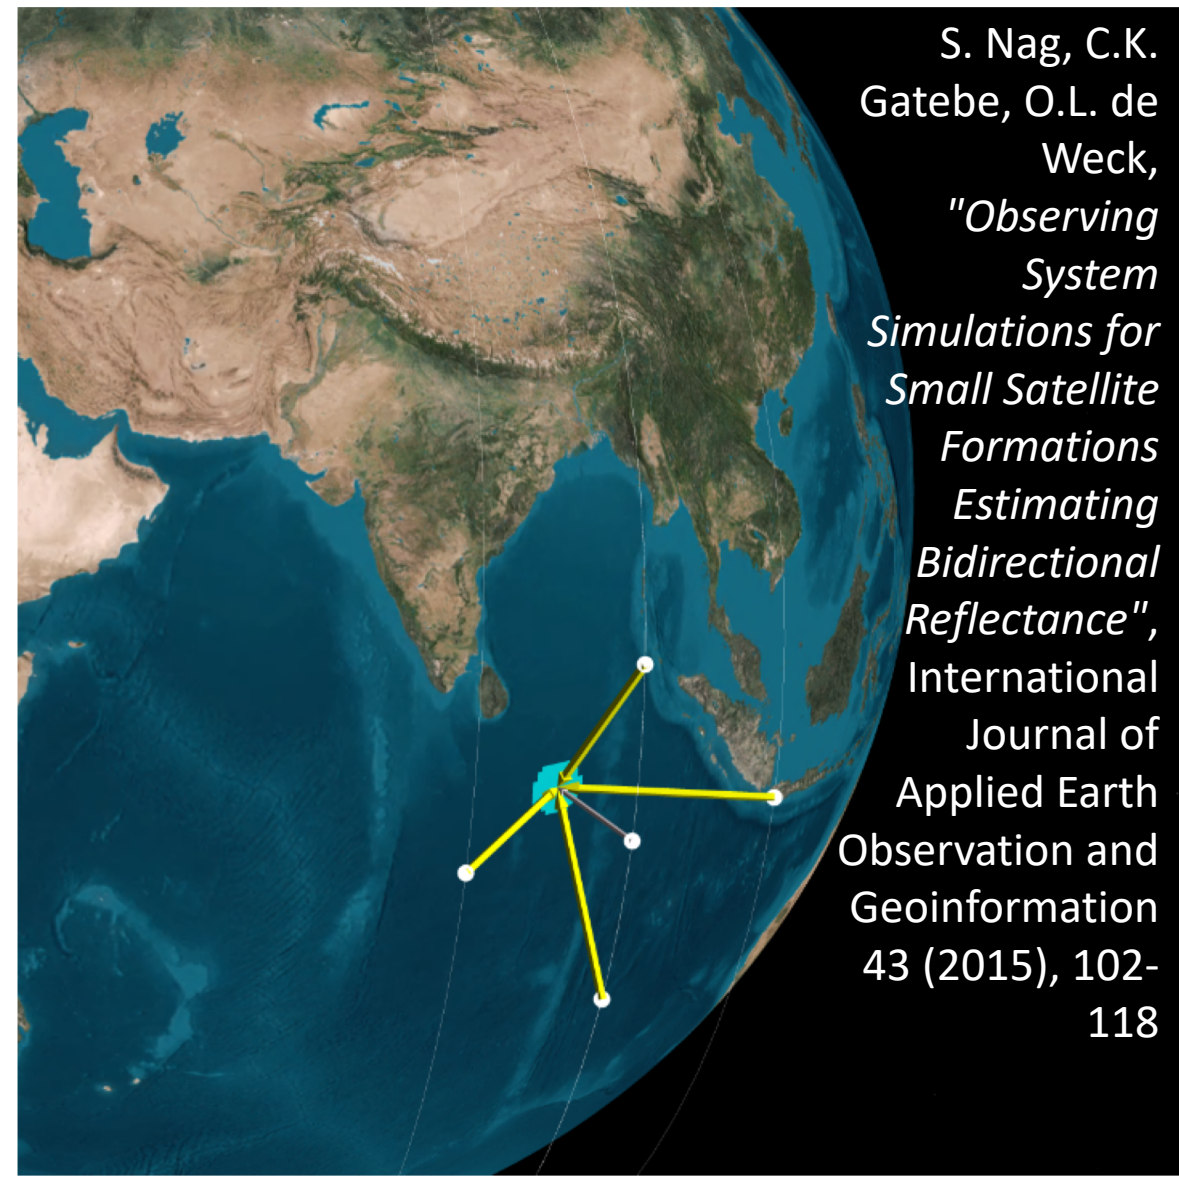 S. Nag, C.K.
Gatebe, O.L. de
Weck,
"Observing
System
Simulations for
Small Satellite
Formations
Estimating
Bidirectional
Reflectance",
International
Journal of
Applied Earth
Observation and
Geoinformation
43 (2015), 102-
118